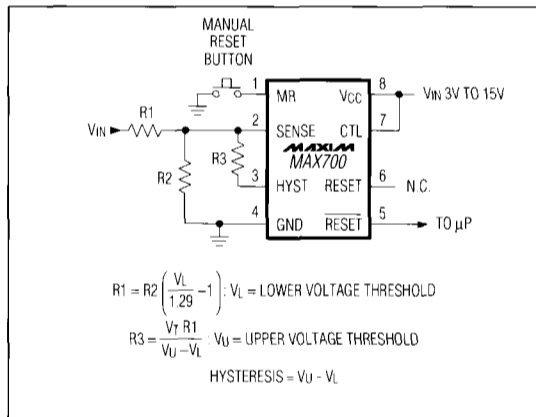 MANUAL
RESET
BUTTON
1
MR
VCC
8
VIN 3V TO 15V
R1
VIN
2
SENSE
CTL
7
MAXIM
MAX700
R3
R2
3
HYST
RESET
6
N.C.
4
GND
RESET
5
TO µP
R1 = R2 (VL/1.29 −1) : VL = LOWER VOLTAGE THRESHOLD
R3 = VT R1/VU − VL : VU = UPPER VOLTAGE THRESHOLD
HYSTERESIS = VU - VL